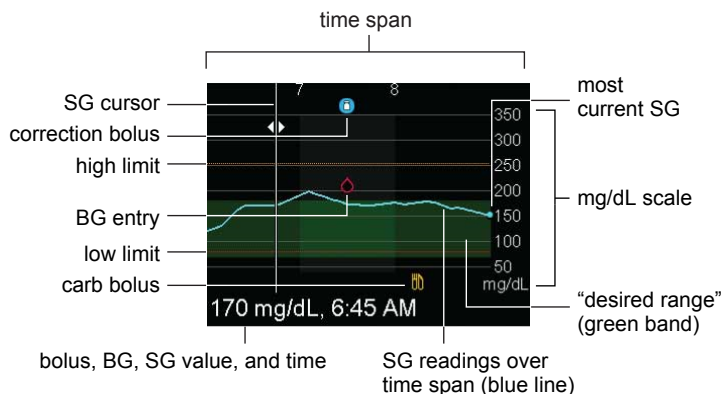 time span
7 8
SG cursor
correction bolus
high limit
BG entry
low limit
carb bolus
350
300
250
200
150
100
50
mg/dL
170 mg/dL, 6:45 AM
most
current SG
mg/dL scale
“desired range”
(green band)
bolus, BG, SG value, and time
SG readings over
time span (blue line)